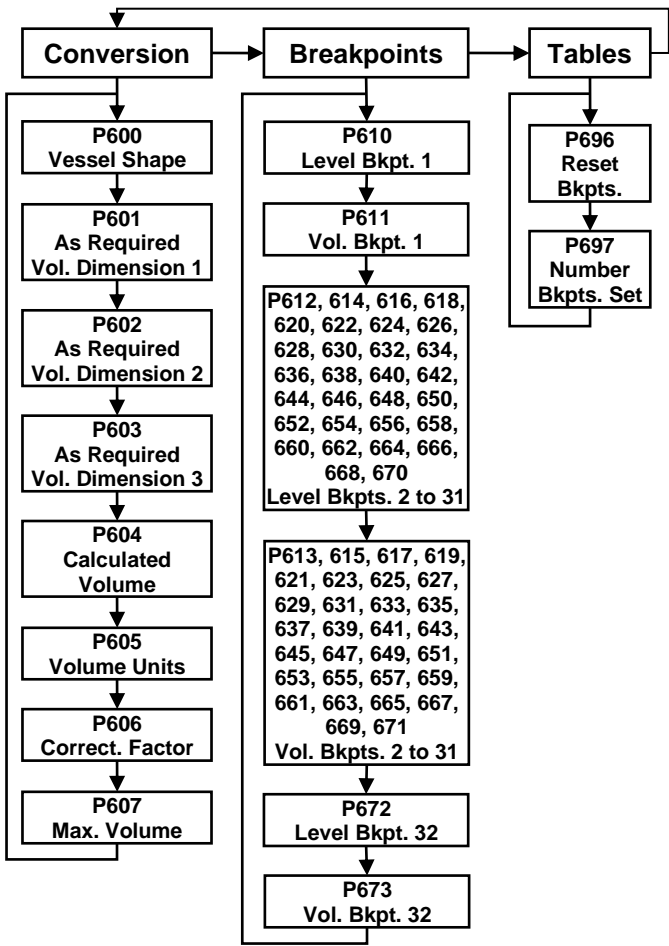 Conversion
Breakpoints
Tables
P600
Vessel Shape
P601
As Required
Vol. Dimension 1
P602
As Required
Vol. Dimension 2
P603
As Required
Vol. Dimension 3
P604
Calculated
Volume
P605
Volume Units
P606
Correct. Factor
P607
Max. Volume
P610
Level Bkpt. 1
P611
Vol. Bkpt. 1
P612, 614, 616, 618,
620, 622, 624, 626,
628, 630, 632, 634,
636, 638, 640, 642,
644, 646, 648, 650,
652, 654, 656, 658,
660, 662, 664, 666,
668, 670
Level Bkpts. 2 to 31
P613, 615, 617, 619,
621, 623, 625, 627,
629, 631, 633, 635,
637, 639, 641, 643,
645, 647, 649, 651,
653, 655, 657, 659,
661, 663, 665, 667,
669, 671
Vol. Bkpts. 2 to 31
P672
Level Bkpt. 32
P673
Vol. Bkpt. 32
P696
Reset
Bkpts.
P697
Number
Bkpts. Set